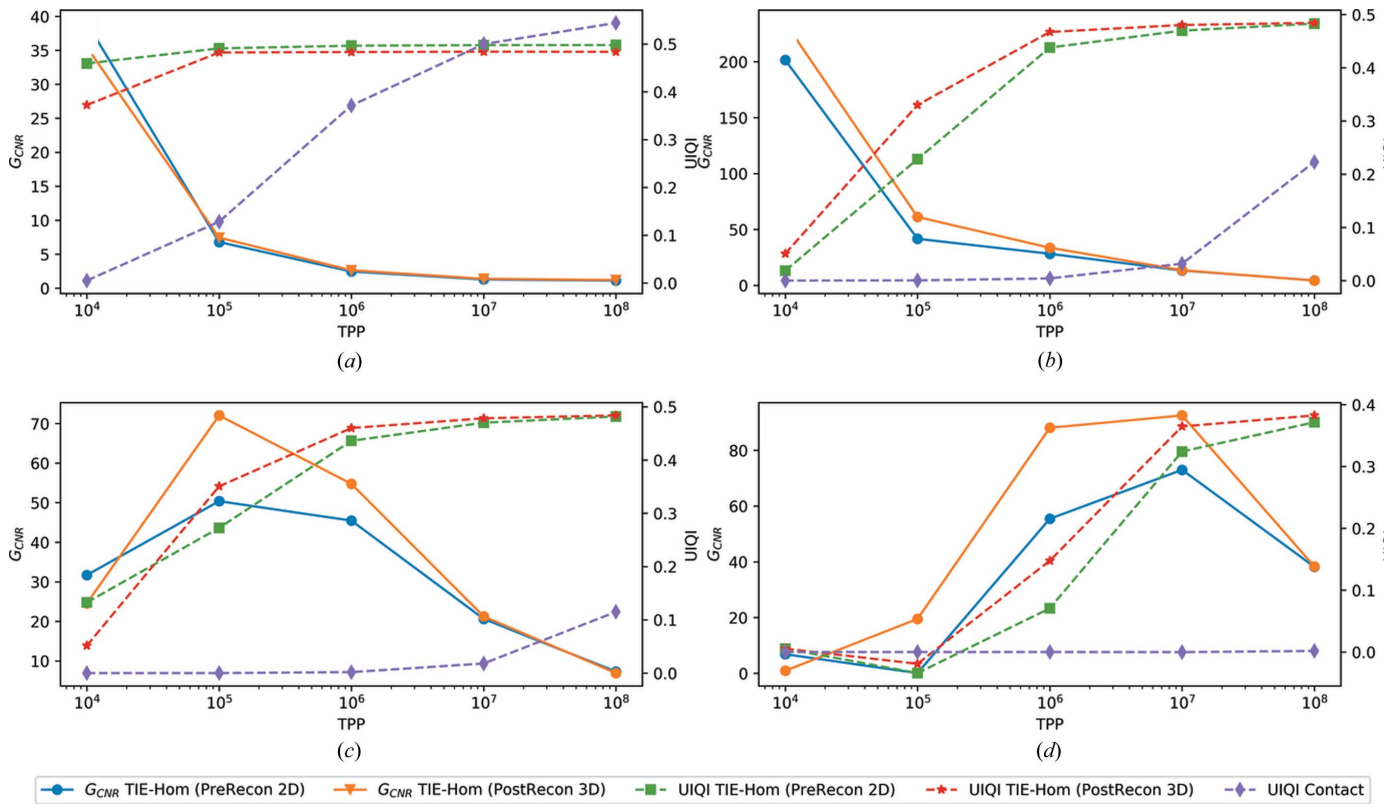 40
35
30
25
20
15
10
5
0
G_CNR
0.5
0.4
0.3
0.2
0.1
0.0
UIQI
10^4 10^5 10^6 10^7 10^8
TPP
(a)
200
150
100
50
0
G_CNR
0.5
0.4
0.3
0.2
0.1
0.0
10^4 10^5 10^6 10^7 10^8
TPP
(b)
70
60
50
40
30
20
10
G_CNR
0.5
0.4
0.3
0.2
0.1
0.0
UIQI
10^4 10^5 10^6 10^7 10^8
TPP
(c)
80
60
40
20
0
G_CNR
0.4
0.3
0.2
0.1
0.0
10^4 10^5 10^6 10^7 10^8
TPP
(d)
G_CNR TIE-Hom (PreRecon 2D) G_CNR TIE-Hom (PostRecon 3D) UIQI TIE-Hom (PreRecon 2D) UIQI TIE-Hom (PostRecon 3D) UIQI Contact